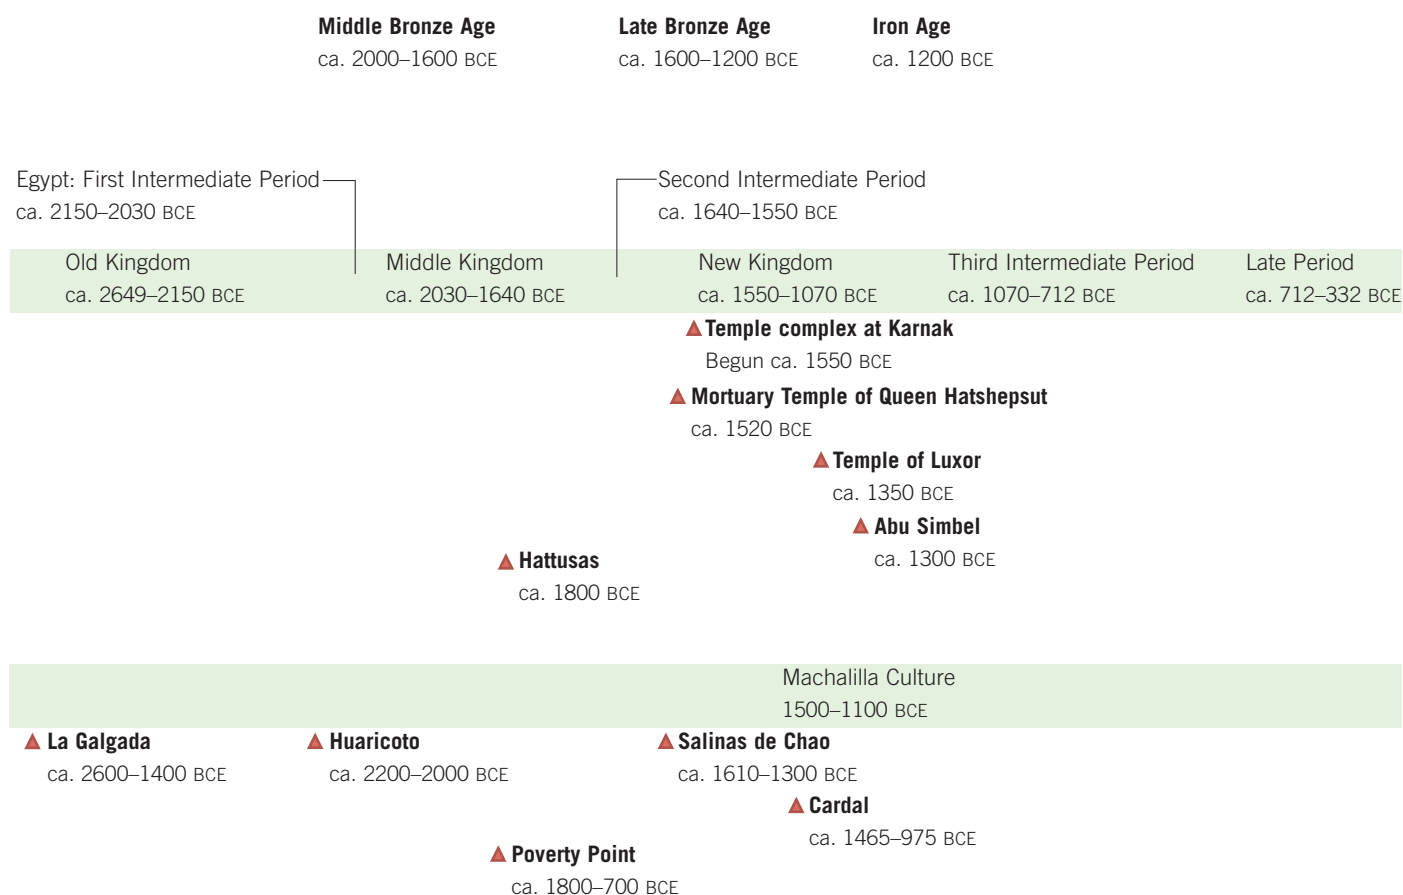 Middle Bronze Age
ca. 2000–1600 BCE
Late Bronze Age
ca. 1600–1200 BCE
Iron Age
ca. 1200 BCE
Egypt: First Intermediate Period
ca. 2150–2030 BCE
Second Intermediate Period
ca. 1640–1550 BCE
Old Kingdom
ca. 2649–2150 BCE
Middle Kingdom
ca. 2030–1640 BCE
New Kingdom
ca. 1550–1070 BCE
Third Intermediate Period
ca. 1070–712 BCE
Late Period
ca. 712–332 BCE
Temple complex at Karnak
Begun ca. 1550 BCE
Mortuary Temple of Queen Hatshepsut
ca. 1520 BCE
Temple of Luxor
ca. 1350 BCE
Abu Simbel
ca. 1300 BCE
Hattusas
ca. 1800 BCE
Machalilla Culture
1500–1100 BCE
La Galgada
ca. 2600–1400 BCE
Huaricoto
ca. 2200–2000 BCE
Salinas de Chao
ca. 1610–1300 BCE
Cardal
ca. 1465–975 BCE
Poverty Point
ca. 1800–700 BCE